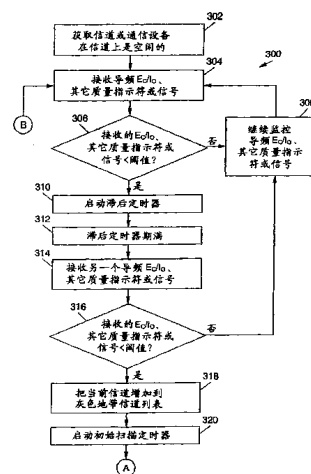 302
获取信道或通信设备
在信道上是空闲的
300
304
接收导频 EC/IO、
其它质量指示符或信号
B
306
接收的EC/IO、
其它质量指示符或
信号<阈值?
否
308
继续监控
导频 EC/IO、
其它质量指示
符或信号
是
310
启动滞后定时器
312
滞后定时器期满
314
接收另一个导频 EC/IO、
其它质量指示符或信号
316
接收的EC/IO、
其它质量指示符或
信号<阈值?
否
是
318
把当前信道增加到
灰色地带信道列表
320
启动初始扫描定时器
A